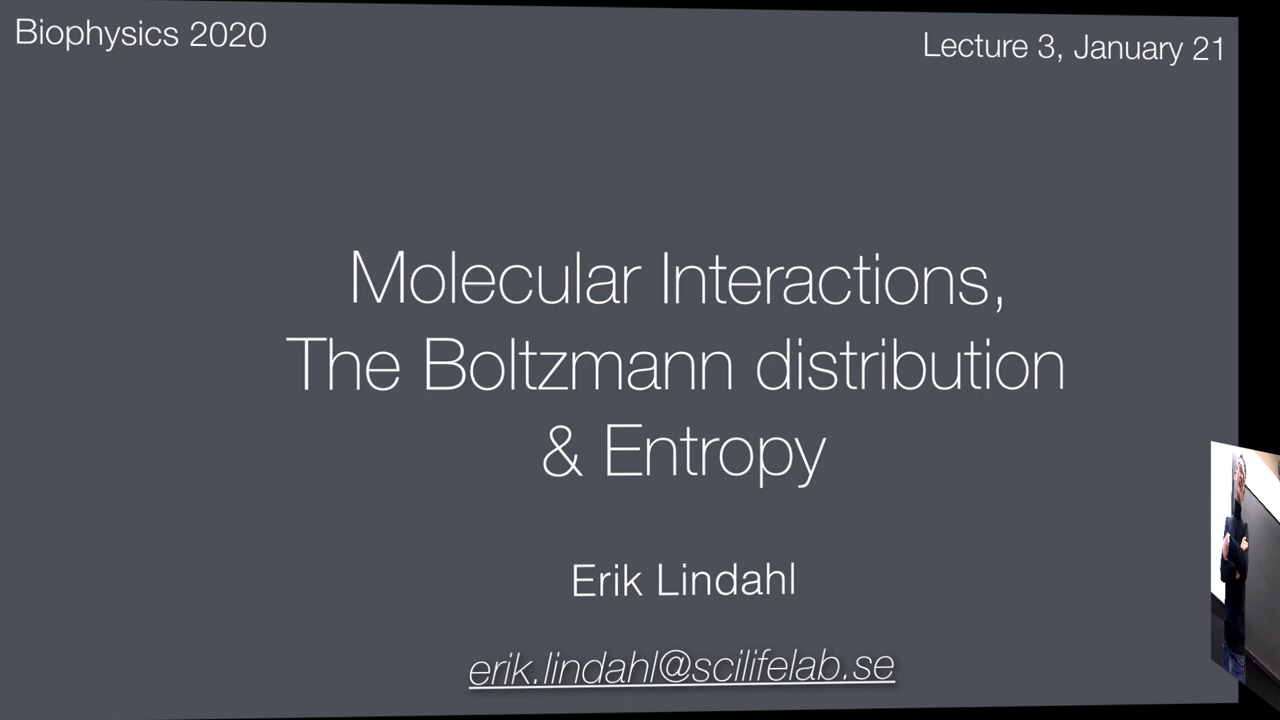 Biophysics 2020
Lecture 3, January 21
Molecular Interactions,
The Boltzmann distribution
& Entropy
Erik Lindahl
erik.lindahl@scilifelab.se